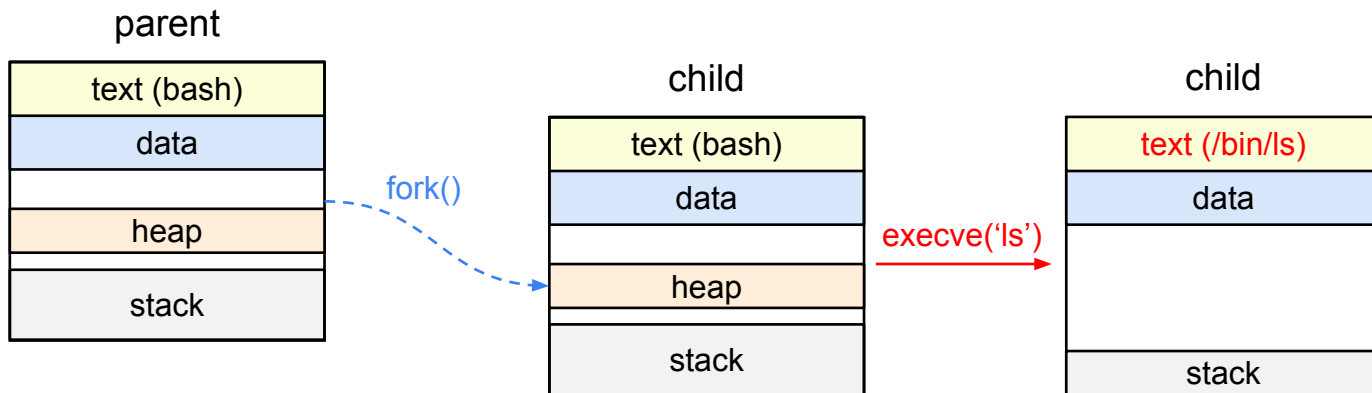 parent
text (bash)
data
heap
stack
fork()
child
text (bash)
data
heap
stack
execve(‘ls’)
child
text (/bin/ls)
data
stack